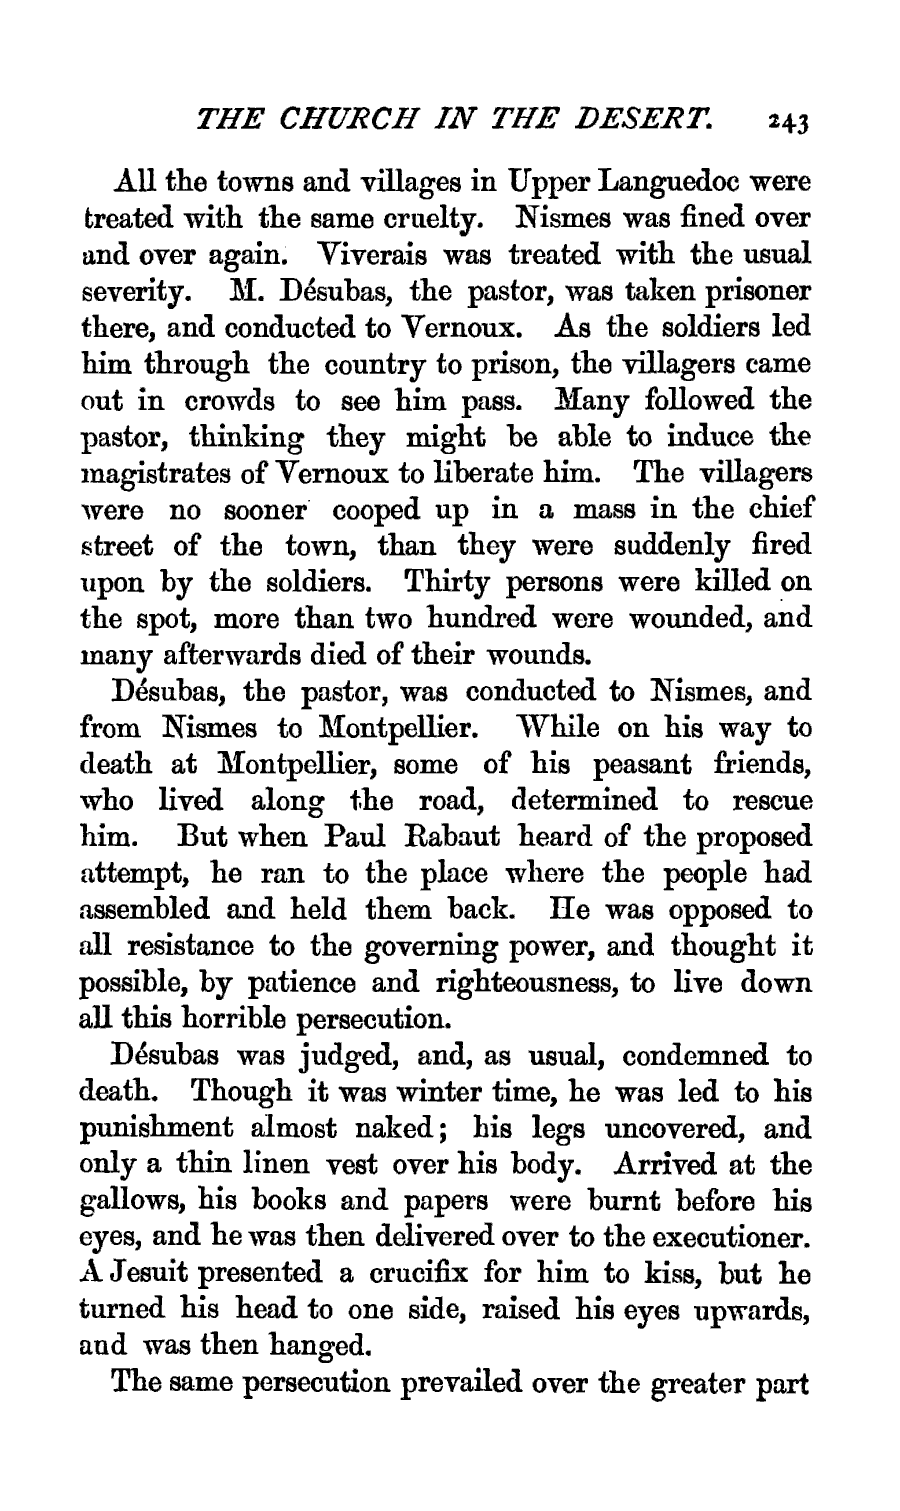 THE CHURCH IN THE DESERT. 243
All the towns and villages in Upper Languedoc were
treated with the same cruelty. Nismes was fined over
and over again. Viverais was treated with the usual
severity. M. Désubas, the pastor, was taken prisoner
there, and conducted to Vernoux. As the soldiers led
him through the country to prison, the villagers came
out in crowds to see him pass. Many followed the
pastor, thinking they might be able to induce the
magistrates of Vernoux to liberate him. The villagers
were no sooner cooped up in a mass in the chief
street of the town, than they were suddenly fired
upon by the soldiers. Thirty persons were killed on
the spot, more than two hundred were wounded, and
many afterwards died of their wounds.
Désubas, the pastor, was conducted to Nismes, and
from Nismes to Montpellier. While on his way to
death at Montpellier, some of his peasant friends,
who lived along the road, determined to rescue
him. But when Paul Rabaut heard of the proposed
attempt, he ran to the place where the people had
assembled and held them back. He was opposed to
all resistance to the governing power, and thought it
possible, by patience and righteousness, to live down
all this horrible persecution.
Désubas was judged, and, as usual, condemned to
death. Though it was winter time, he was led to his
punishment almost naked; his legs uncovered, and
only a thin linen vest over his body. Arrived at the
gallows, his books and papers were burnt before his
eyes, and he was then delivered over to the executioner.
A Jesuit presented a crucifix for him to kiss, but he
turned his head to one side, raised his eyes upwards,
and was then hanged.
The same persecution prevailed over the greater part